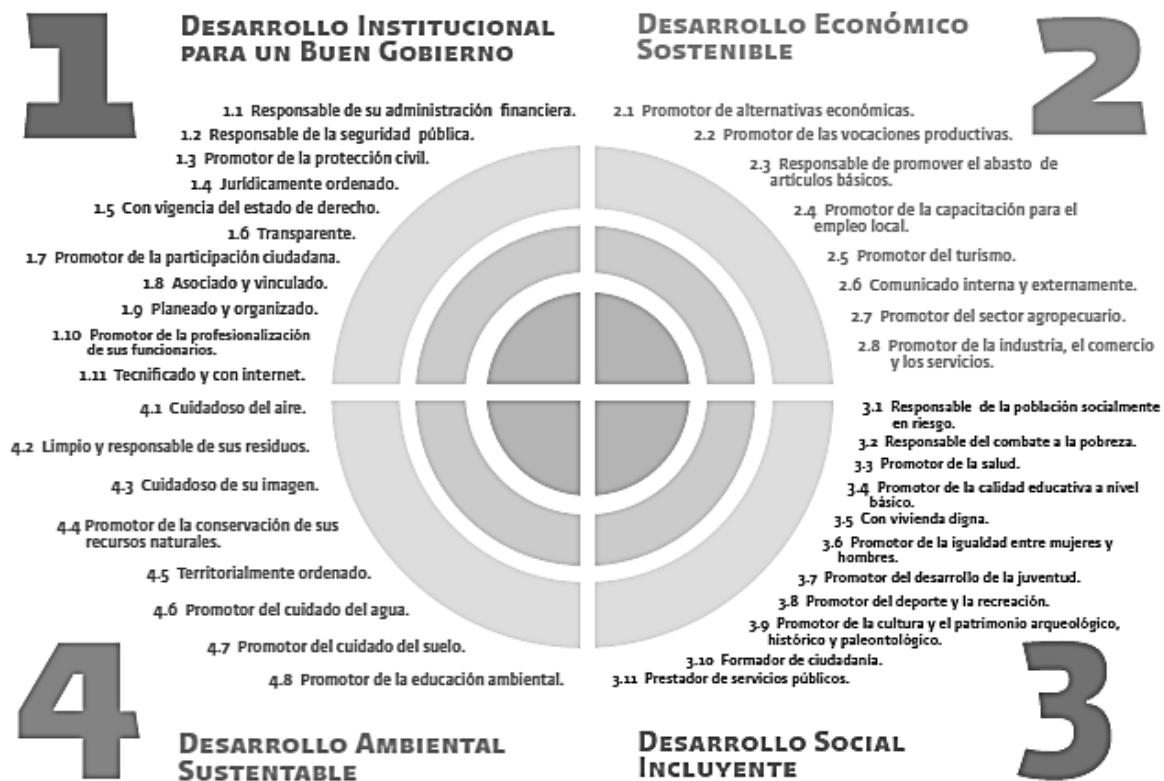 1
DESARROLLO INSTITUCIONAL
PARA UN BUEN GOBIERNO
1.1 Responsable de su administración financiera.
1.2 Responsable de la seguridad pública.
1.3 Promotor de la protección civil.
1.4 Jurídicamente ordenado.
1.5 Con vigencia del estado de derecho.
1.6 Transparente.
1.7 Promotor de la participación ciudadana.
1.8 Asociado y vinculado.
1.9 Planeado y organizado.
1.10 Promotor de la profesionalización
de sus funcionarios.
1.11 Tecnificado y con internet.
2
DESARROLLO ECONÓMICO
SOSTENIBLE
2.1 Promotor de alternativas económicas.
2.2 Promotor de las vocaciones productivas.
2.3 Responsable de promover el abasto de
artículos básicos.
2.4 Promotor de la capacitación para el
empleo local.
2.5 Promotor del turismo.
2.6 Comunicado interna y externamente.
2.7 Promotor del sector agropecuario.
2.8 Promotor de la industria, el comercio
y los servicios.
3.1 Responsable de la población socialmente
en riesgo.
3.2 Responsable del combate a la pobreza.
3.3 Promotor de la salud.
3.4 Promotor de la calidad educativa a nivel
básico.
3.5 Con vivienda digna.
3.6 Promotor de la igualdad entre mujeres y
hombres.
3.7 Promotor del desarrollo de la juventud.
3.8 Promotor del deporte y la recreación.
3.9 Promotor de la cultura y el patrimonio arqueológico,
histórico y paleontológico.
3.10 Formador de ciudadanía.
3.11 Prestador de servicios públicos.
3
DESARROLLO SOCIAL
INCLUYENTE
4.1 Cuidadoso del aire.
4.2 Limpio y responsable de sus residuos.
4.3 Cuidadoso de su imagen.
4.4 Promotor de la conservación de sus
recursos naturales.
4.5 Territorialmente ordenado.
4.6 Promotor del cuidado del agua.
4.7 Promotor del cuidado del suelo.
4.8 Promotor de la educación ambiental.
4
DESARROLLO AMBIENTAL
SUSTENTABLE